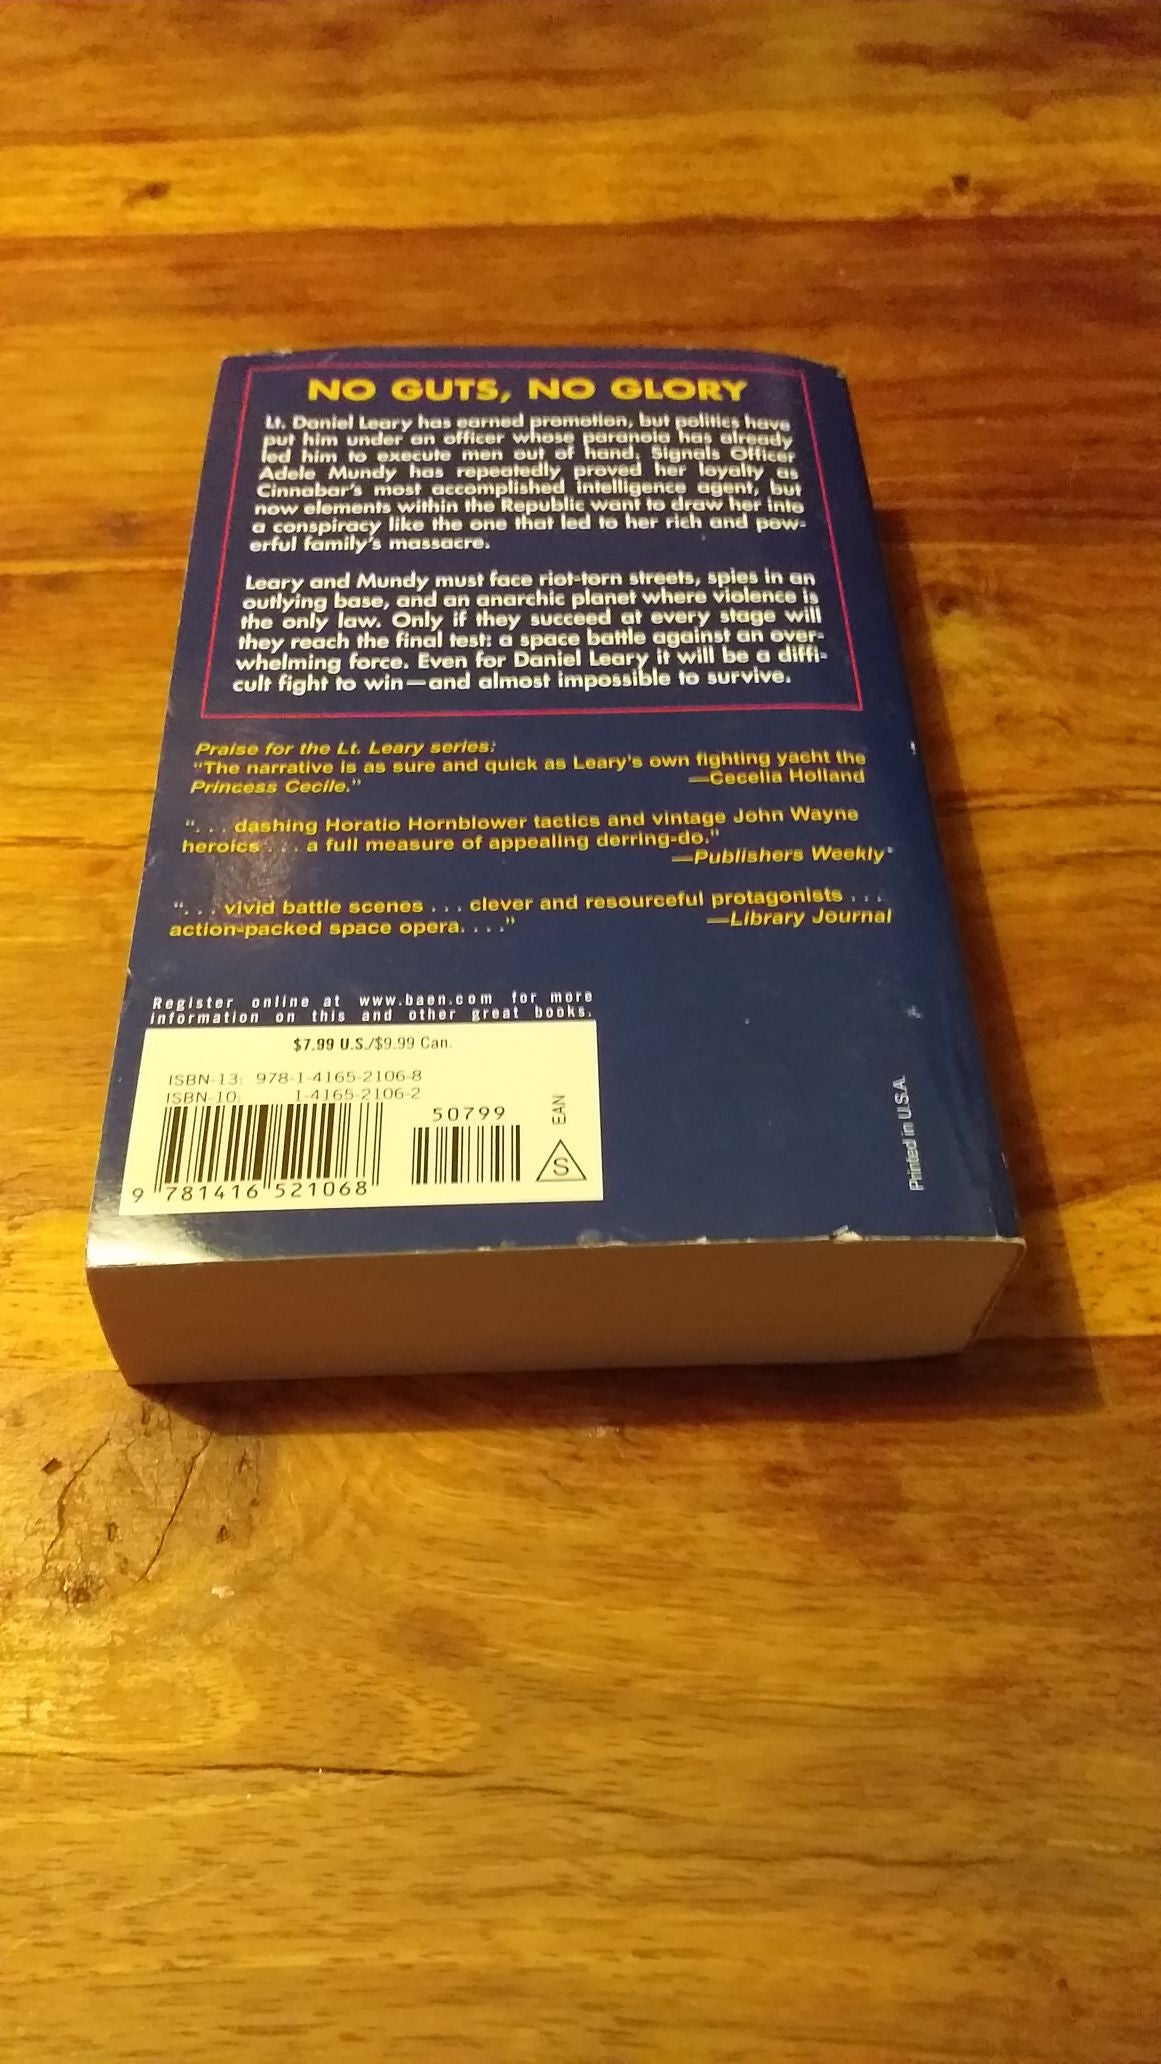 NO GUTS, NO GLORY
Lt. Daniel Leary has earned promotion, but politics have
put him under an officer whose paranoia has already
led him to execute men out of hand. Signals Officer
Adele Mundy has repeatedly proved her loyalty as
Cinnabar's most accomplished intelligence agent, but
now elements within the Republic want to draw her into
a conspiracy like the one that led to her rich and pow-
erful family's massacre.
Leary and Mundy must face riot-torn streets, spies in an
outlying base, and an anarchic planet where violence is
the only law. Only if they succeed at every stage will
they reach the final test: a space battle against an over-
whelming force. Even for Daniel Leary it will be a diffi-
cult fight to win—and almost impossible to survive.
Praise for the Lt. Leary series:
"The narrative is as sure and quick as Leary's own fighting yacht the
Princess Cecile." —Cecelia Holland
". . . dashing Horatio Hornblower tactics and vintage John Wayne
heroics . . . a full measure of appealing derring-do."
—Publishers Weekly*
". . . vivid battle scenes . . . clever and resourceful protagonists . . .
action-packed space opera. . . ." —Library Journal
Register online at www.baen.com for more
information on this and other great books.
$7.99 U.S./$9.99 Can.
ISBN-13: 978-1-4165-2106-8
ISBN-10: 1-4165-2106-2
50799
EAN
S
9 781416 521068
Printed in U.S.A.